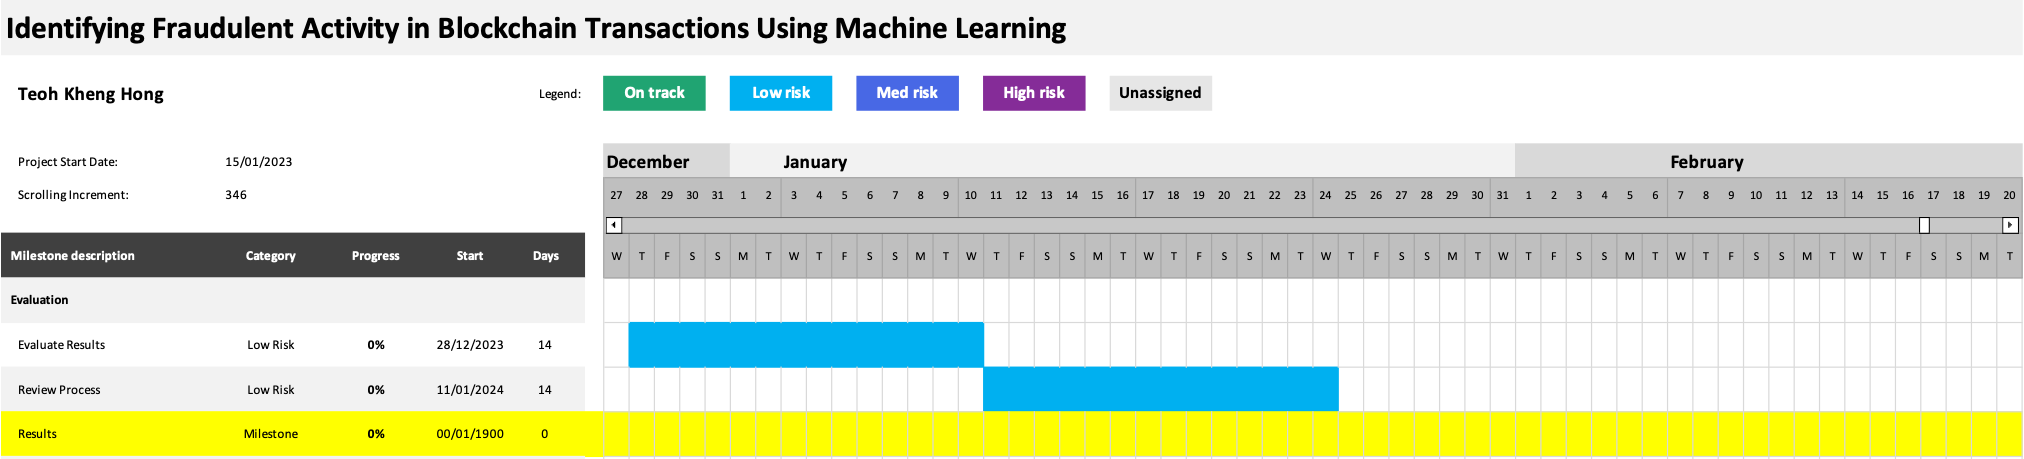 Identifying Fraudulent Activity in Blockchain Transactions Using Machine Learning
Teoh Kheng Hong
Legend: On track Low risk Med risk High risk Unassigned
Project Start Date: 15/01/2023
Scrolling Increment: 346
December January February
27 28 29 30 31 1 2 3 4 5 6 7 8 9 10 11 12 13 14 15 16 17 18 19 20 21 22 23 24 25 26 27 28 29 30 31 1 2 3 4 5 6 7 8 9 10 11 12 13 14 15 16 17 18 19 20
Milestone description Category Progress Start Days
W T F S S M T W T F S S M T W T F S S M T W T F S S M T W T F S S M T W T F S S M T W T F S S M T W T F S S M T
Evaluation
Evaluate Results Low Risk 0% 28/12/2023 14
Review Process Low Risk 0% 11/01/2024 14
Results Milestone 0% 00/01/1900 0